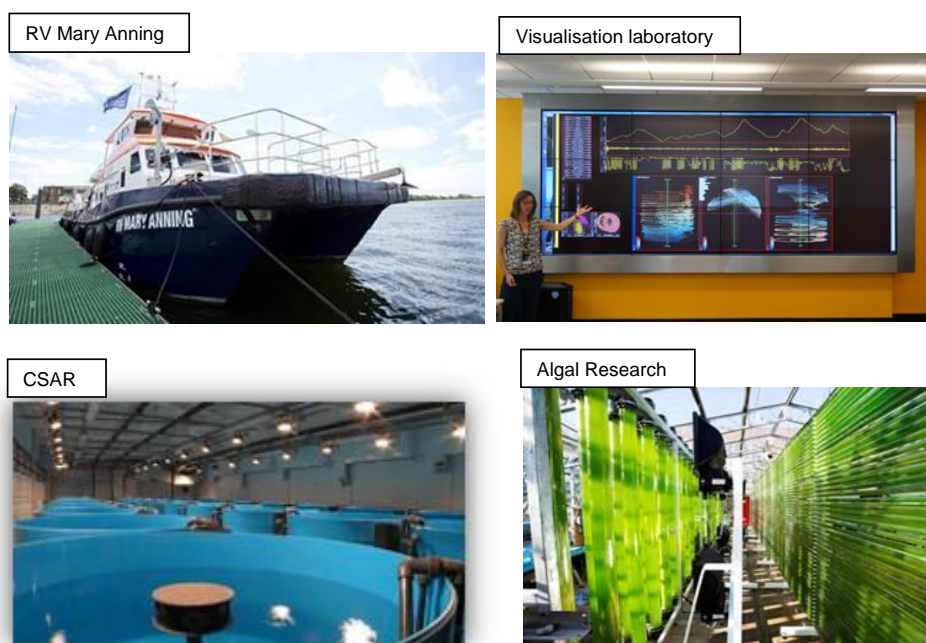 RV Mary Anning
Visualisation laboratory
RV MARY ANNING
CSAR
Algal Research